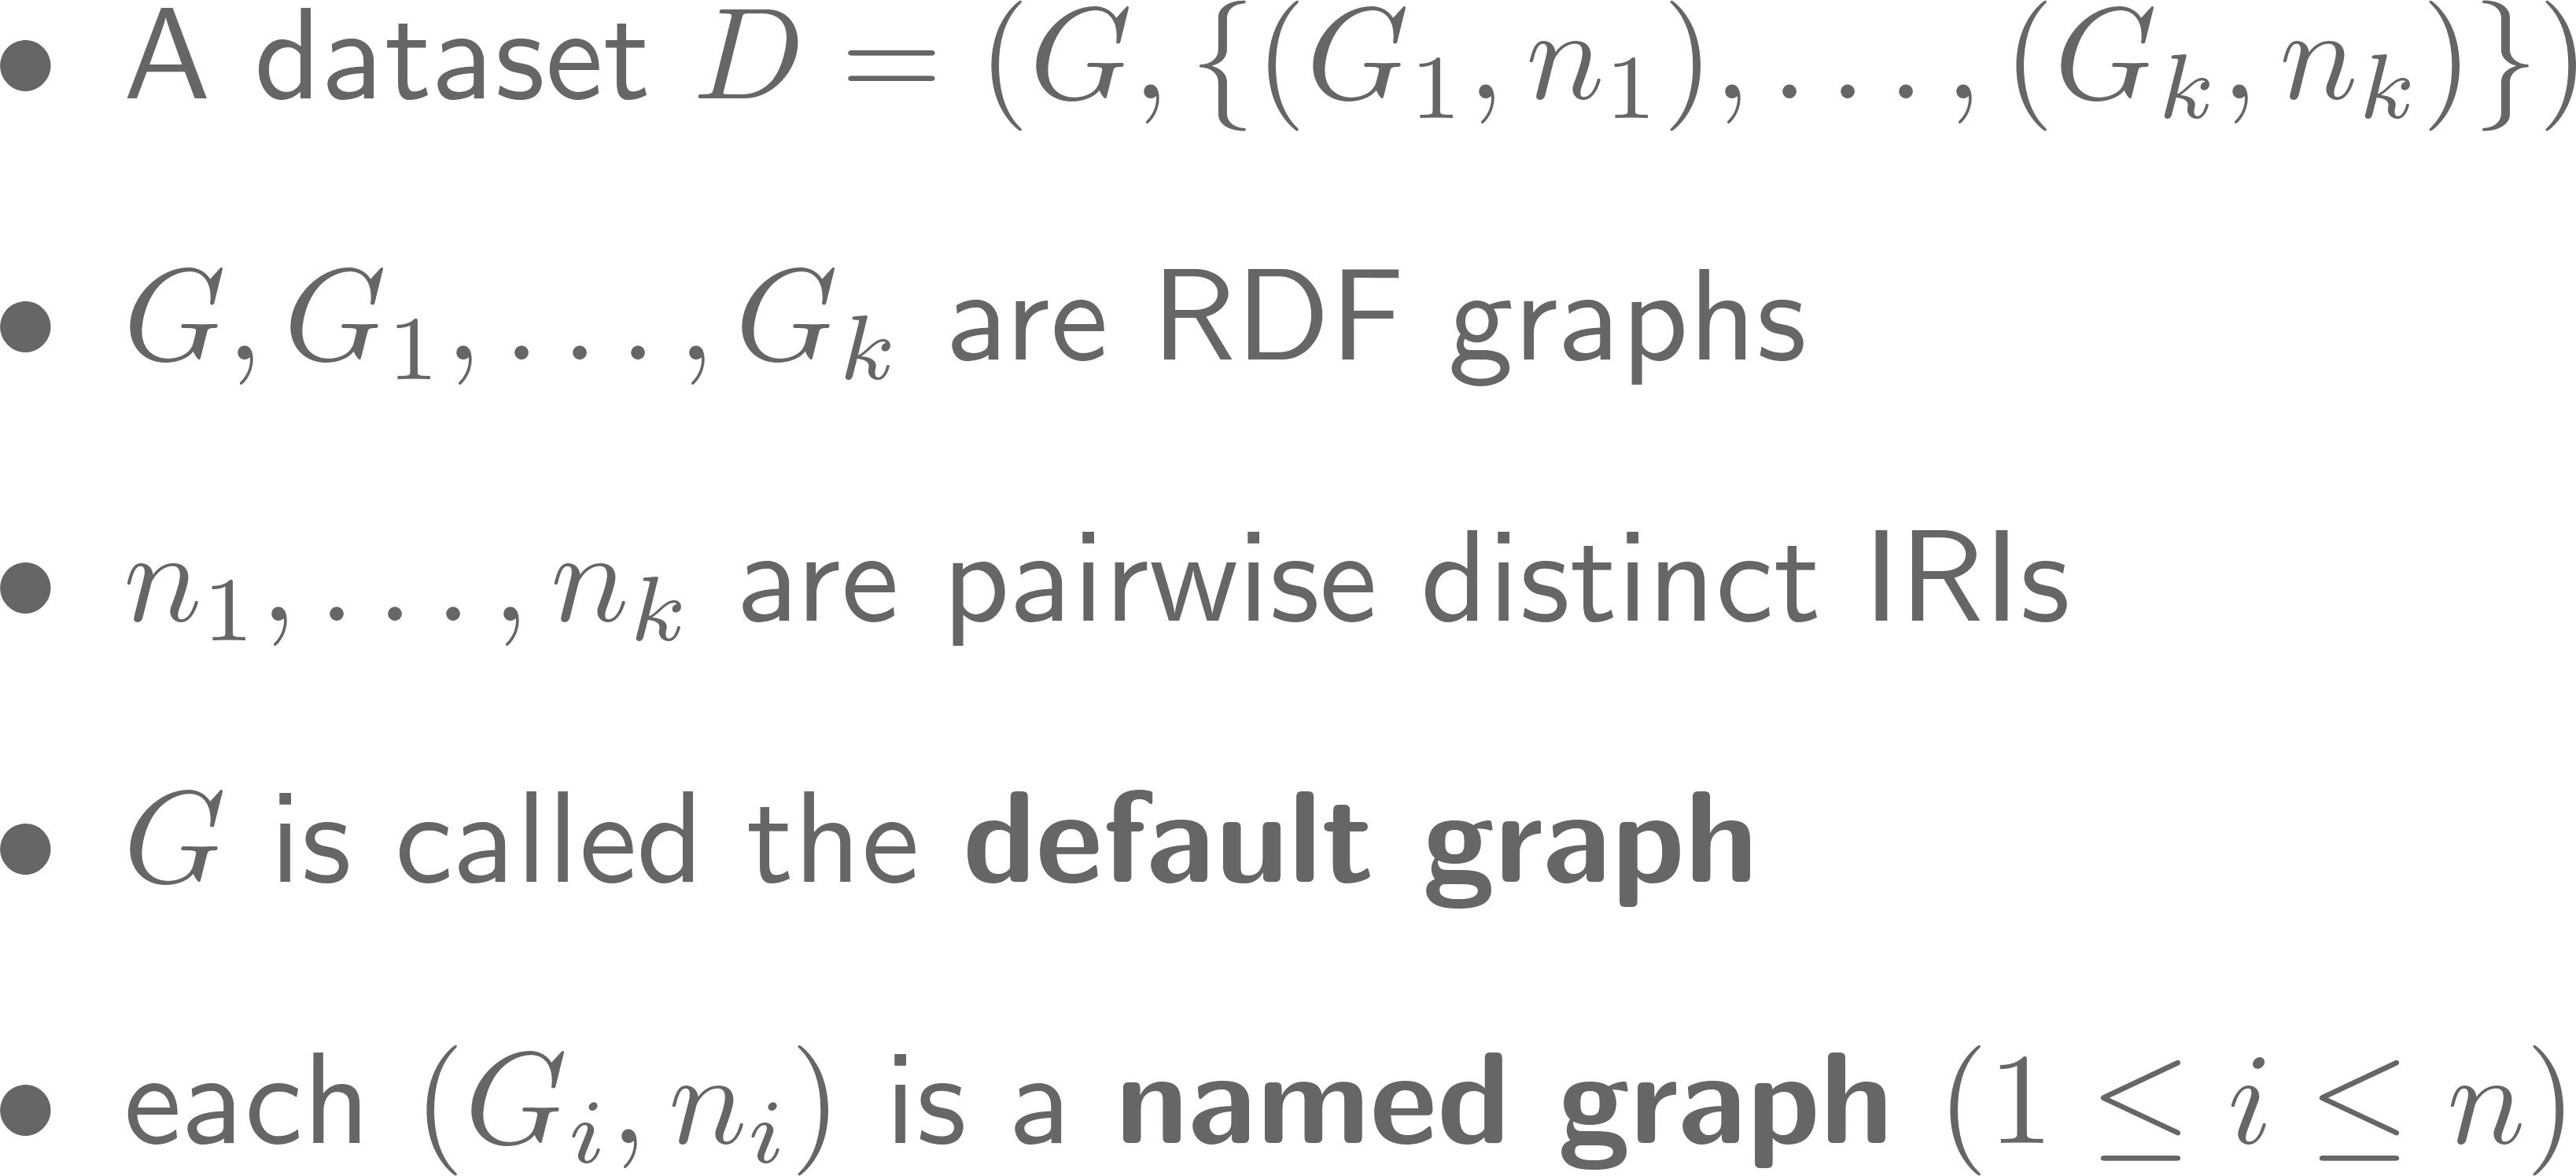 • A dataset D = (G, {(G₁, n₁), . . . , (Gₖ, nₖ)})
• G, G₁, . . . , Gₖ are RDF graphs
• n₁, . . . , nₖ are pairwise distinct IRIs
• G is called the default graph
• each (Gᵢ, nᵢ) is a named graph (1 ≤ i ≤ n)